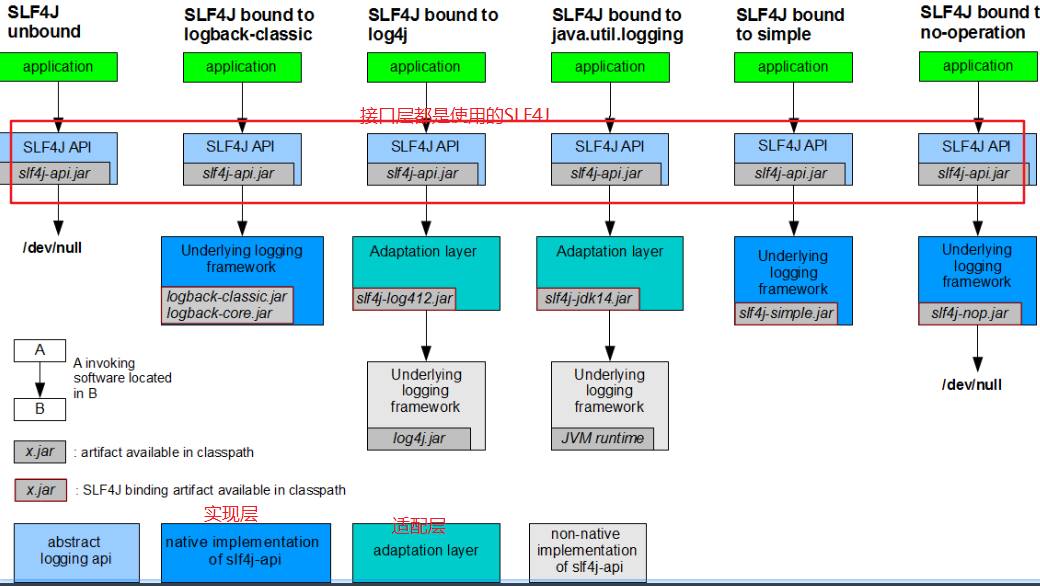 SLF4J
unbound
SLF4J bound to
logback-classic
SLF4J bound to
log4j
SLF4J bound to
java.util.logging
SLF4J bound
to simple
SLF4J bound t
no-operation
application
application
application
application
application
application
接口层都是使用的SLF4J
SLF4J API
slf4j-api.jar
SLF4J API
slf4j-api.jar
SLF4J API
slf4j-api.jar
SLF4J API
slf4j-api.jar
SLF4J API
slf4j-api.jar
SLF4J API
slf4j-api.jar
/dev/null
Underlying logging
framework
logback-classic.jar
logback-core.jar
Adaptation layer
slf4j-log412.jar
Adaptation layer
slf4j-jdk14.jar
Underlying
logging
framework
slf4j-simple.jar
Underlying
logging
framework
slf4j-nop.jar
Underlying
logging
framework
log4j.jar
Underlying
logging
framework
JVM runtime
/dev/null
A
B
A invoking
software located
in B
x.jar
: artifact available in classpath
x.jar
: SLF4J binding artifact available in classpath
实现层
适配层
abstract
logging api
native implementation
of slf4j-api
adaptation layer
non-native
implementation
of slf4j-api